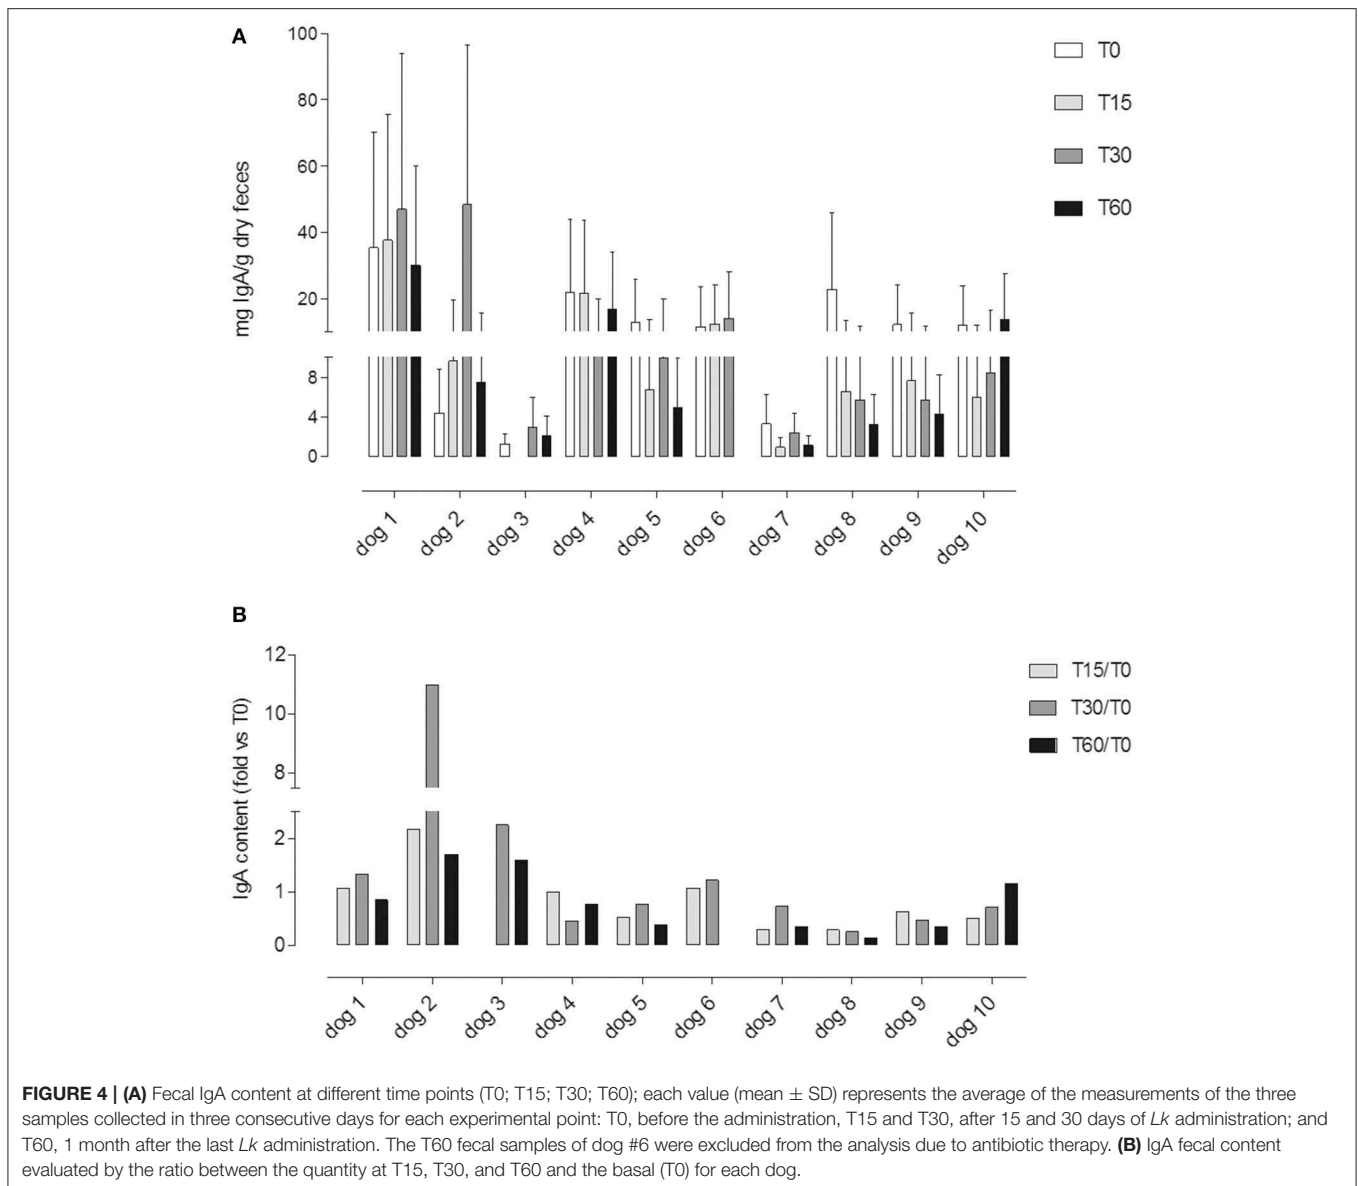 A
100
80
60
40
20
8
4
0
mg IgA/g dry feces
T0
T15
T30
T60
dog 1
dog 2
dog 3
dog 4
dog 5
dog 6
dog 7
dog 8
dog 9
dog 10
B
12
10
8
2
1
0
IgA content (fold vs T0)
T15/T0
T30/T0
T60/T0
dog 1
dog 2
dog 3
dog 4
dog 5
dog 6
dog 7
dog 8
dog 9
dog 10
FIGURE 4 | (A) Fecal IgA content at different time points (T0; T15; T30; T60); each value (mean ± SD) represents the average of the measurements of the three
samples collected in three consecutive days for each experimental point: T0, before the administration, T15 and T30, after 15 and 30 days of Lk administration; and
T60, 1 month after the last Lk administration. The T60 fecal samples of dog #6 were excluded from the analysis due to antibiotic therapy. (B) IgA fecal content
evaluated by the ratio between the quantity at T15, T30, and T60 and the basal (T0) for each dog.